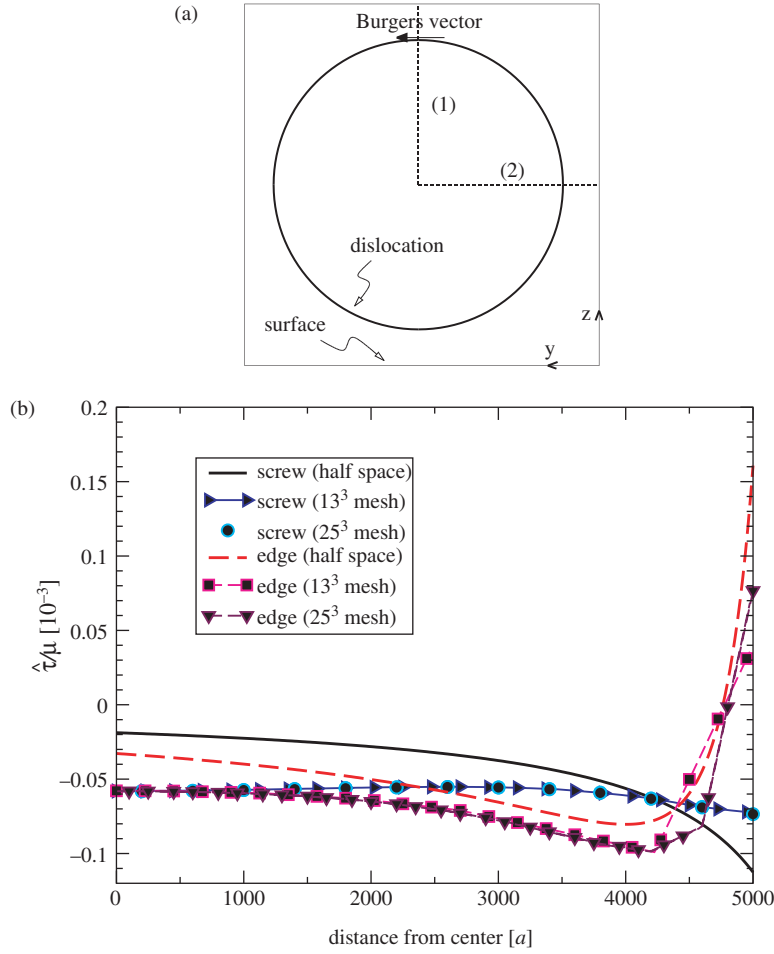 (a)
Burgers vector
(1)
(2)
dislocation
surface
z
y
(b)
0.2
0.15
0.1
0.05
0
−0.05
−0.1
τ̂/μ [10⁻³]
screw (half space)
screw (13³ mesh)
screw (25³ mesh)
edge (half space)
edge (13³ mesh)
edge (25³ mesh)
0 1000 2000 3000 4000 5000
distance from center [a]